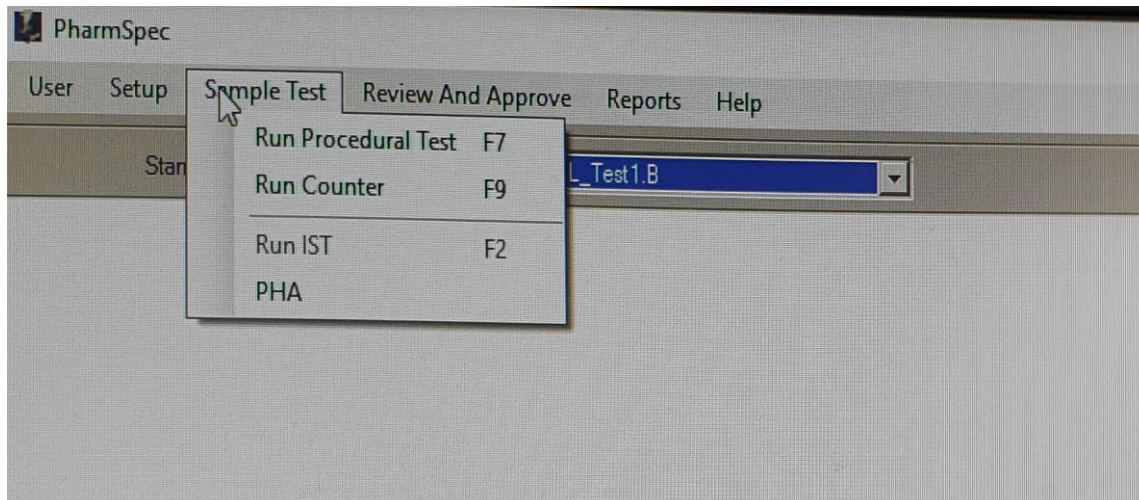 PharmSpec
User Setup Sample Test Review And Approve Reports Help
Run Procedural Test F7
Stan L_Test1.B
Run Counter F9
Run IST F2
PHA